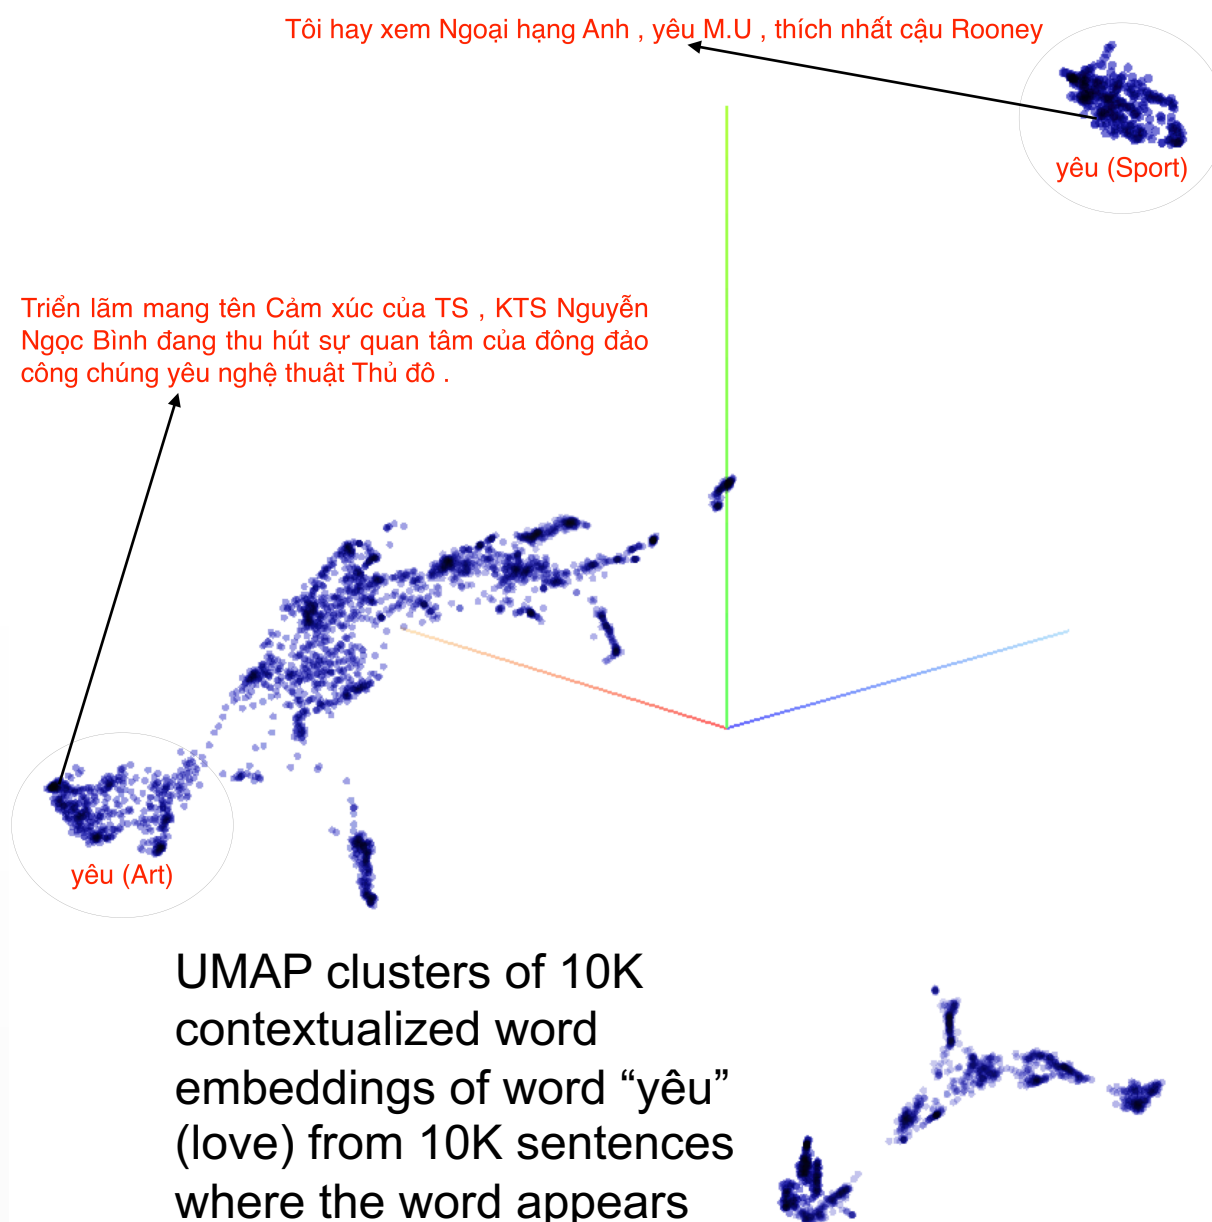 Tôi hay xem Ngoại hạng Anh , yêu M.U , thích nhất cậu Rooney
yêu (Sport)
Triển lãm mang tên Cảm xúc của TS , KTS Nguyễn
Ngọc Bình đang thu hút sự quan tâm của đông đảo
công chúng yêu nghệ thuật Thủ đô .
yêu (Art)
UMAP clusters of 10K
contextualized word
embeddings of word “yêu”
(love) from 10K sentences
where the word appears